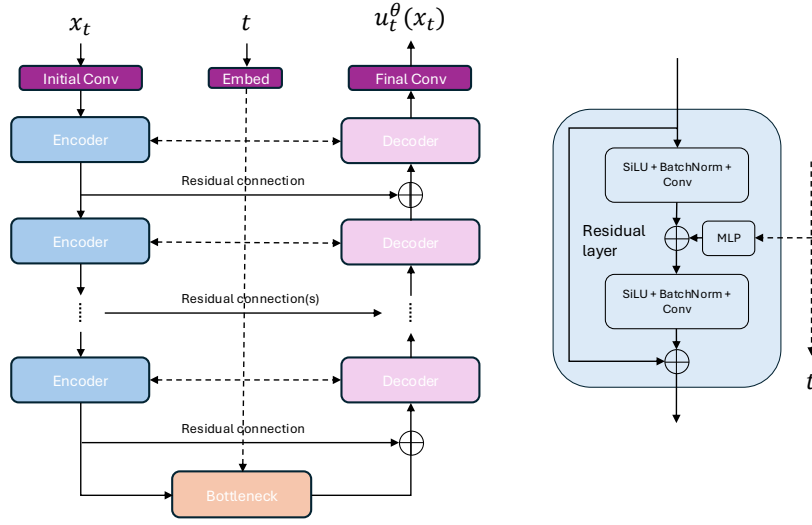 x_t
t
u_t^θ(x_t)
Initial Conv
Embed
Final Conv
Encoder
Decoder
Residual connection
Encoder
Decoder
Residual connection(s)
Encoder
Decoder
Residual connection
Bottleneck
SiLU + BatchNorm +
Conv
Residual
layer
MLP
SiLU + BatchNorm +
Conv
t